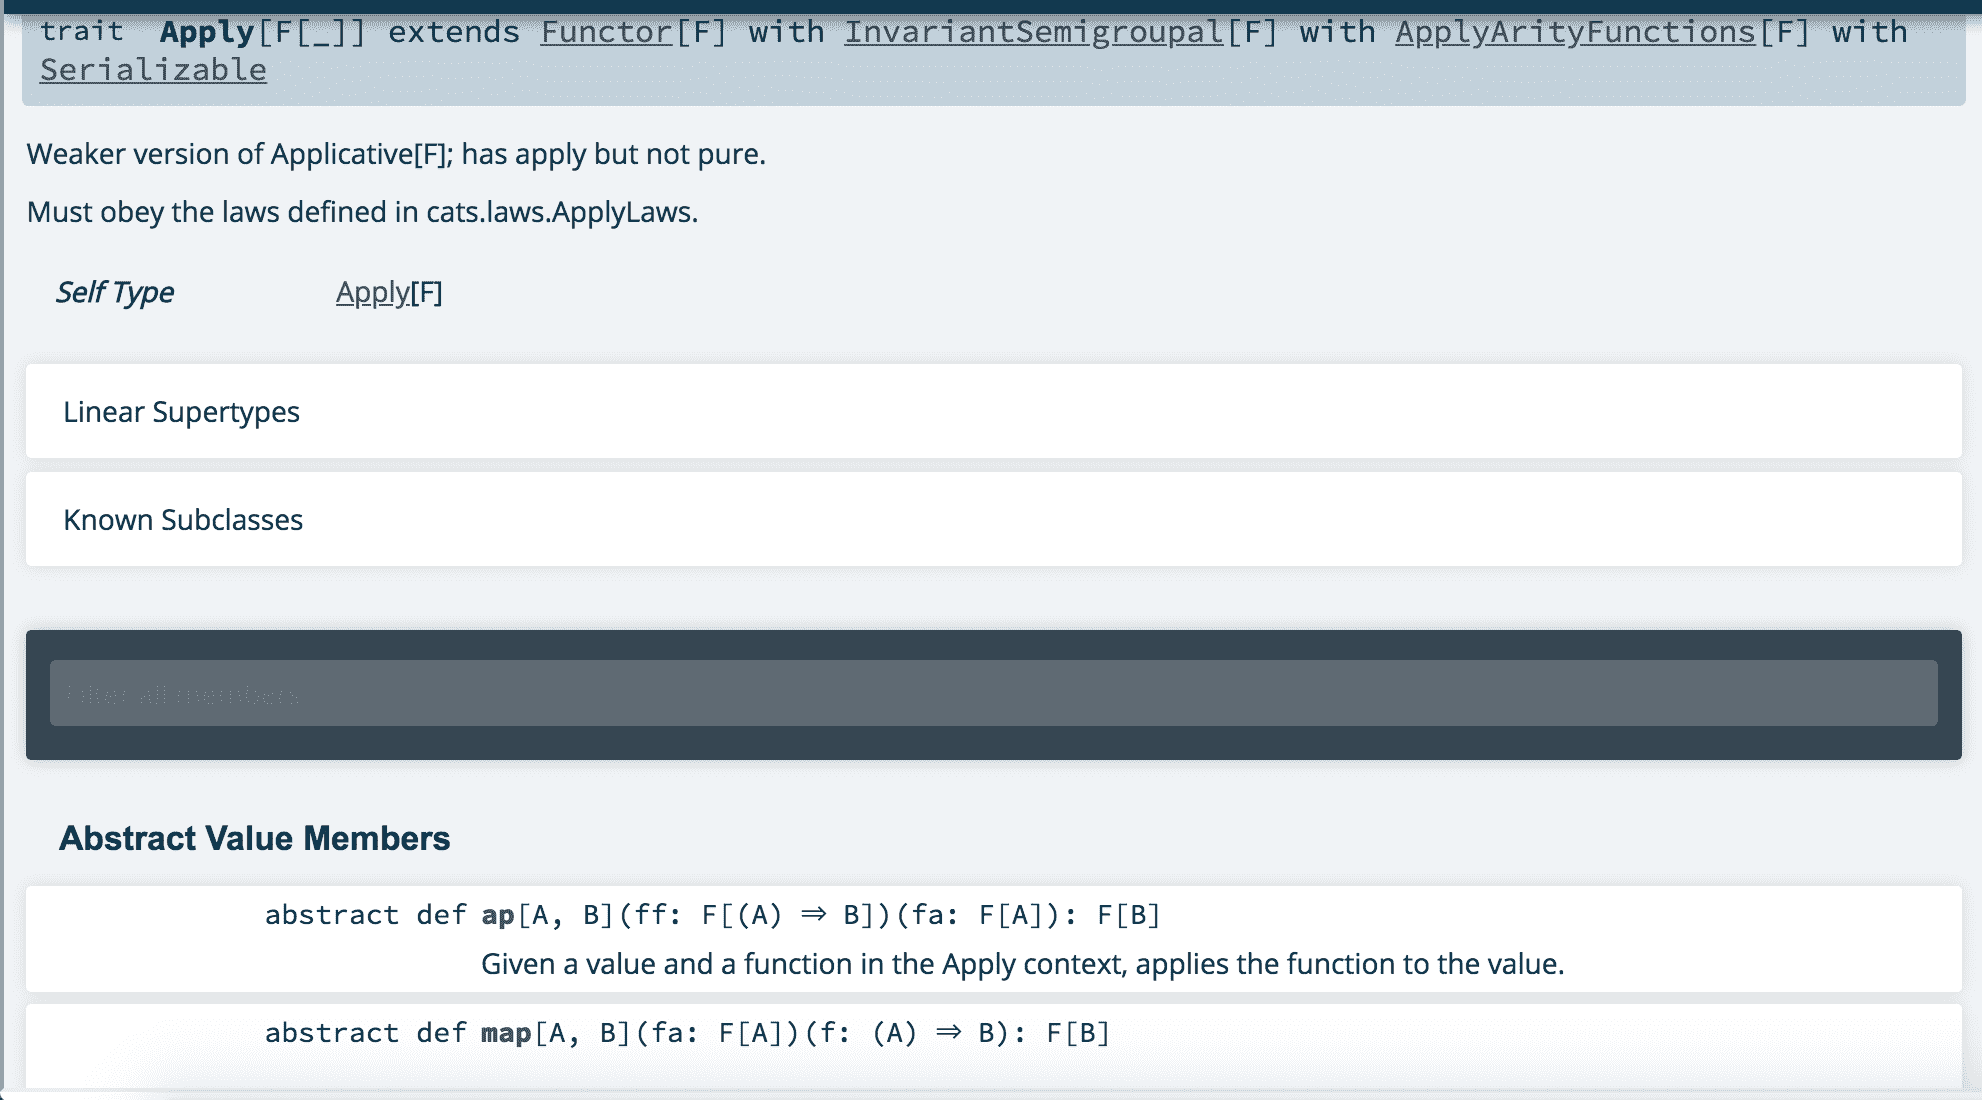 trait Apply[F[_]] extends Functor[F] with InvariantSemigroupal[F] with ApplyArityFunctions[F] with
Serializable
Weaker version of Applicative[F]; has apply but not pure.
Must obey the laws defined in cats.laws.ApplyLaws.
Self Type Apply[F]
Linear Supertypes
Known Subclasses
Filter all members
Abstract Value Members
abstract def ap[A, B](ff: F[(A) ⇒ B])(fa: F[A]): F[B]
Given a value and a function in the Apply context, applies the function to the value.
abstract def map[A, B](fa: F[A])(f: (A) ⇒ B): F[B]